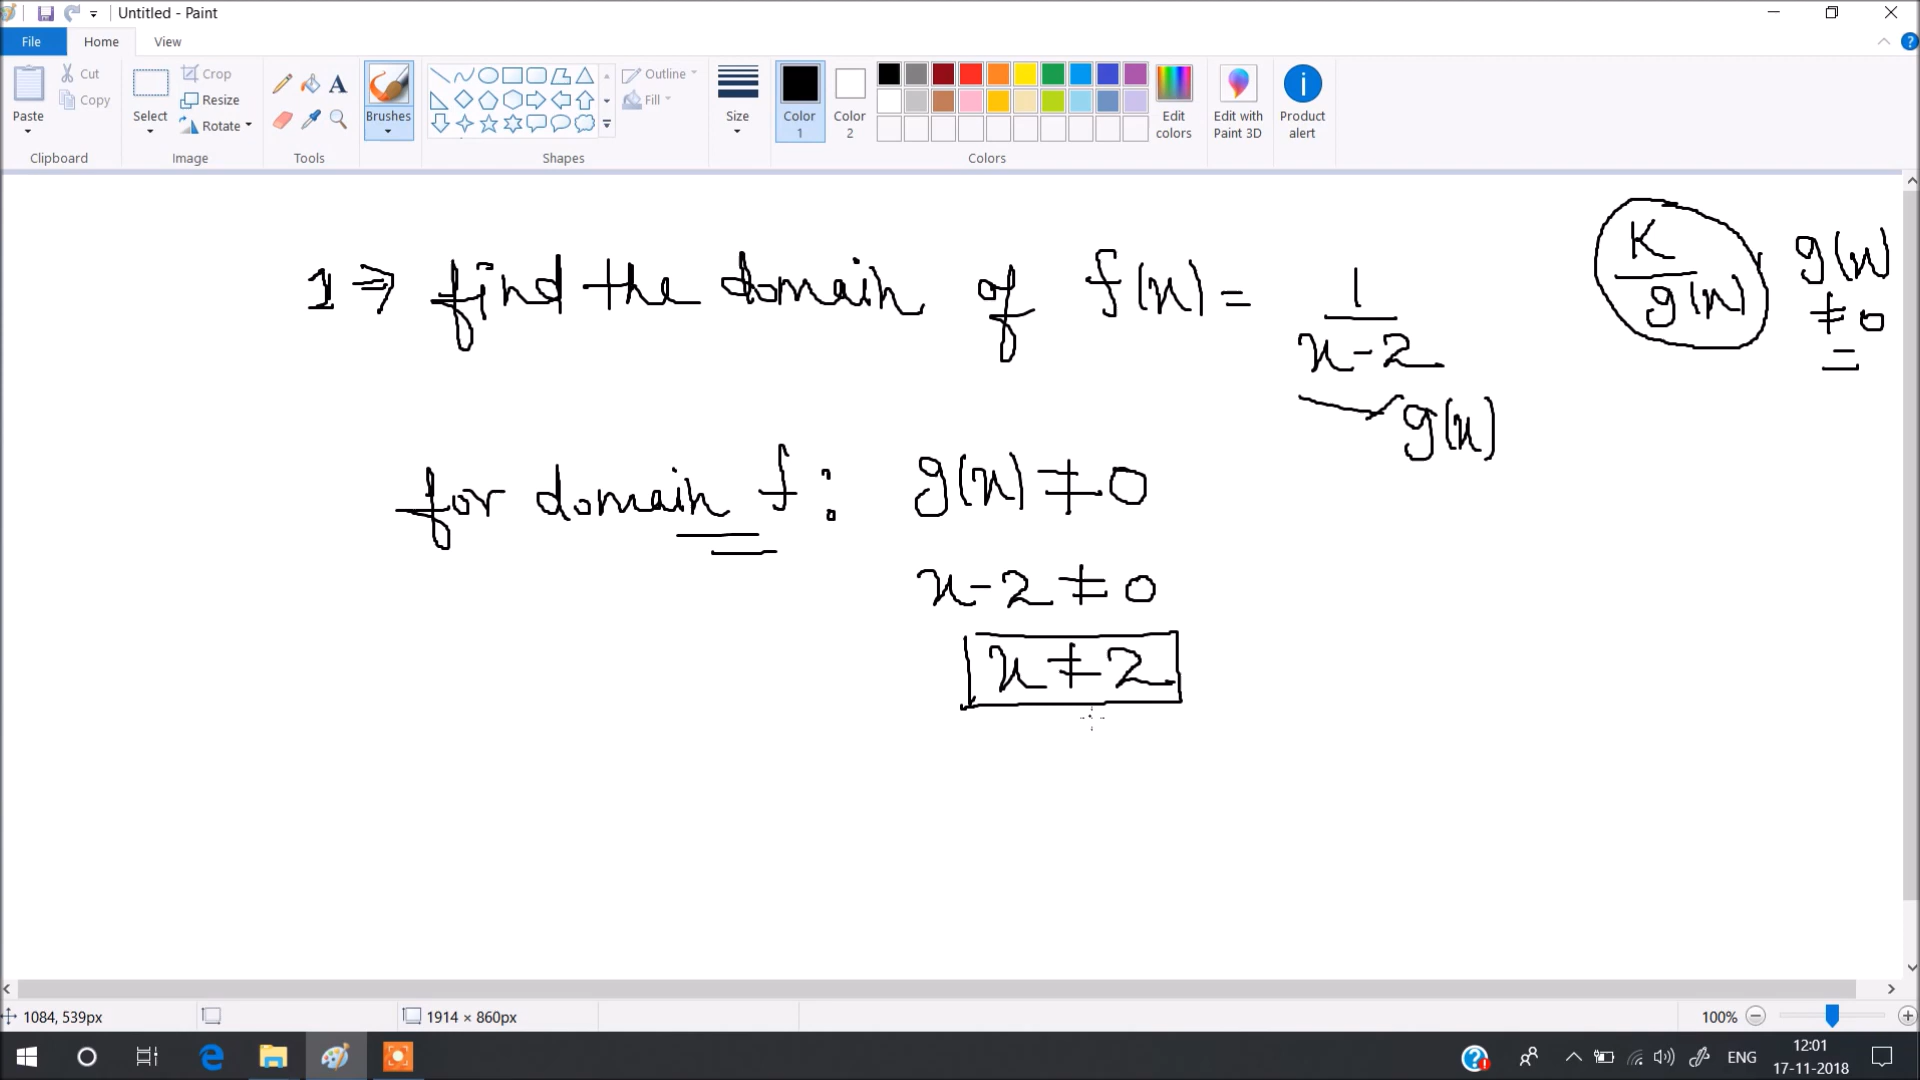 Untitled - Paint
File Home View
Cut
Copy
Paste
Select
Crop
Resize
Rotate
Brushes
Outline
Fill
Size
Color 1
Color 2
Edit colors
Edit with Paint 3D
Product alert
Clipboard
Image
Tools
Shapes
Colors
1 ⇒ find the domain of f(x) = 1/(x-2)
g(x)
K/g(x)
g(x)
≠ 0
for domain f : g(x) ≠ 0
x-2 ≠ 0
x ≠ 2
1084, 539px
1914 × 860px
100%
ENG
12:01
17-11-2018